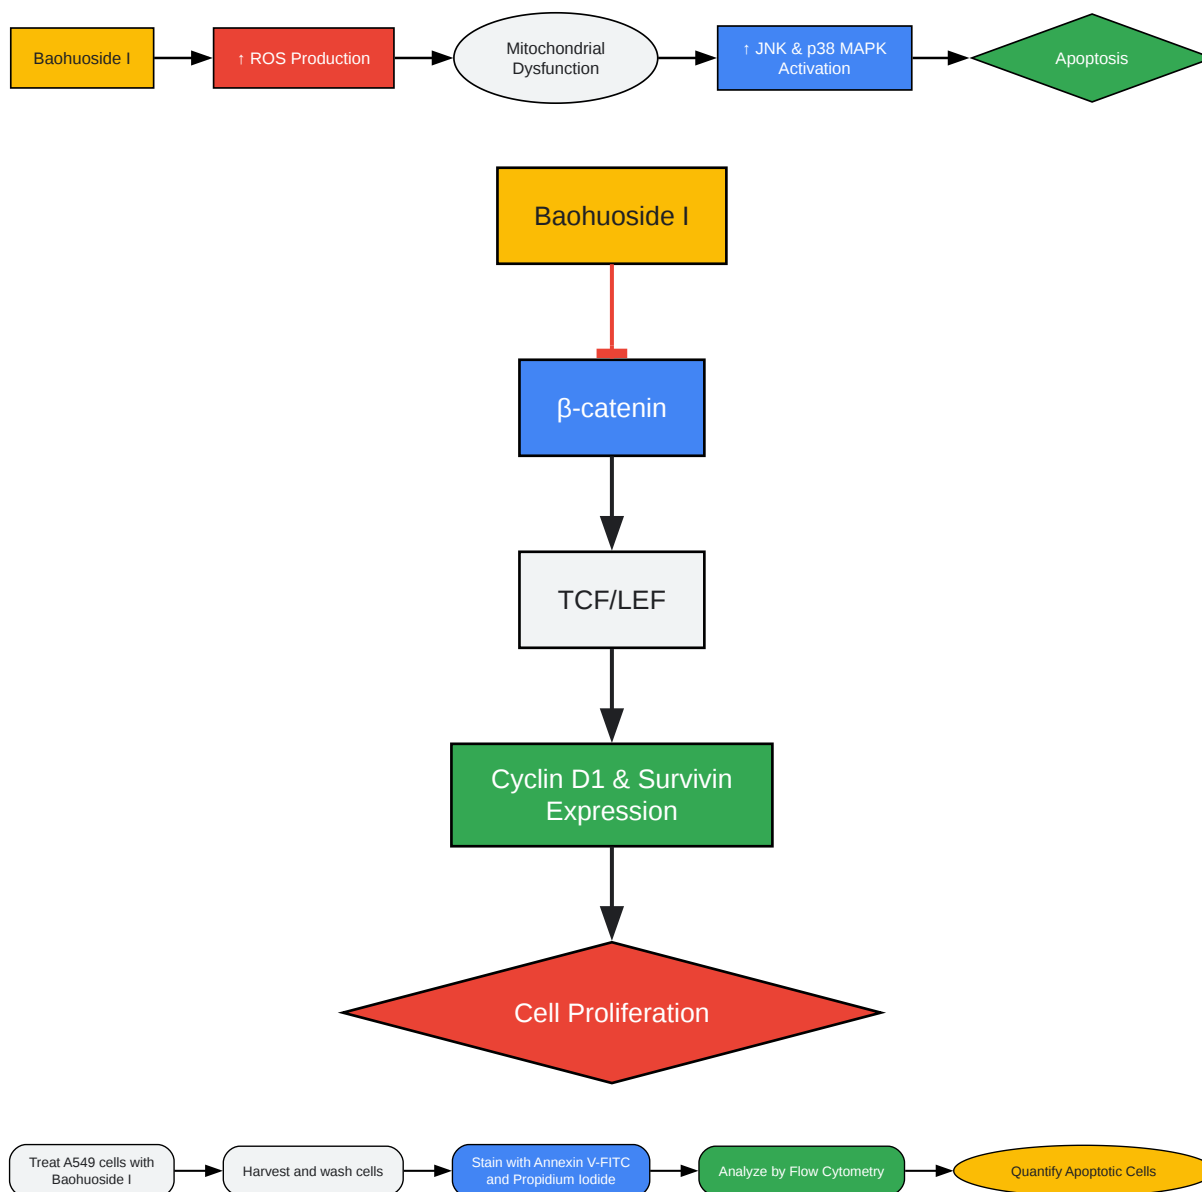 Baohuoside I
↑ ROS Production
Mitochondrial
Dysfunction
↑ JNK & p38 MAPK
Activation
Apoptosis
Baohuoside I
β-catenin
TCF/LEF
Cyclin D1 & Survivin
Expression
Cell Proliferation
Treat A549 cells with
Baohuoside I
Harvest and wash cells
Stain with Annexin V-FITC
and Propidium Iodide
Analyze by Flow Cytometry
Quantify Apoptotic Cells